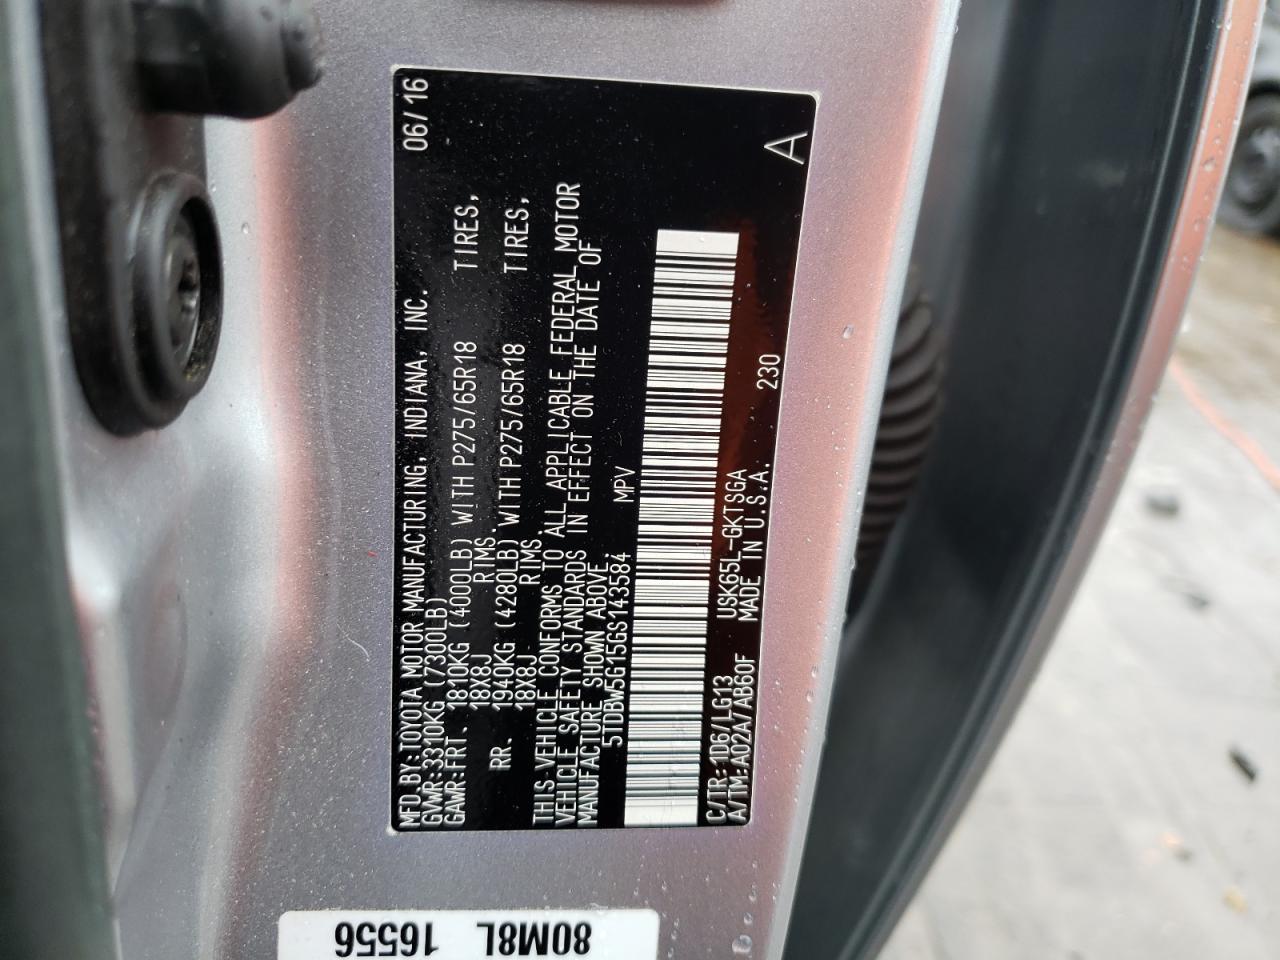 MFD.BY:TOYOTA MOTOR MANUFACTURING, INDIANA, INC. 06/16
GVWR:3310KG (7300LB)
GAWR:FRT. 1810KG (4000LB) WITH P275/65R18 TIRES,
18X8J RIMS.
RR. 1940KG (4280LB) WITH P275/65R18 TIRES,
18X8J RIMS.
THIS VEHICLE CONFORMS TO ALL APPLICABLE FEDERAL MOTOR
VEHICLE SAFETY STANDARDS IN EFFECT ON THE DATE OF
MANUFACTURE SHOWN ABOVE
5TDBW5G15GS143584 MPV
C/TR:1D6/LG13 USK65L-GKTSGA 230
A/TM:A02A/AB60F MADE IN U.S.A. A
80M8L
16556